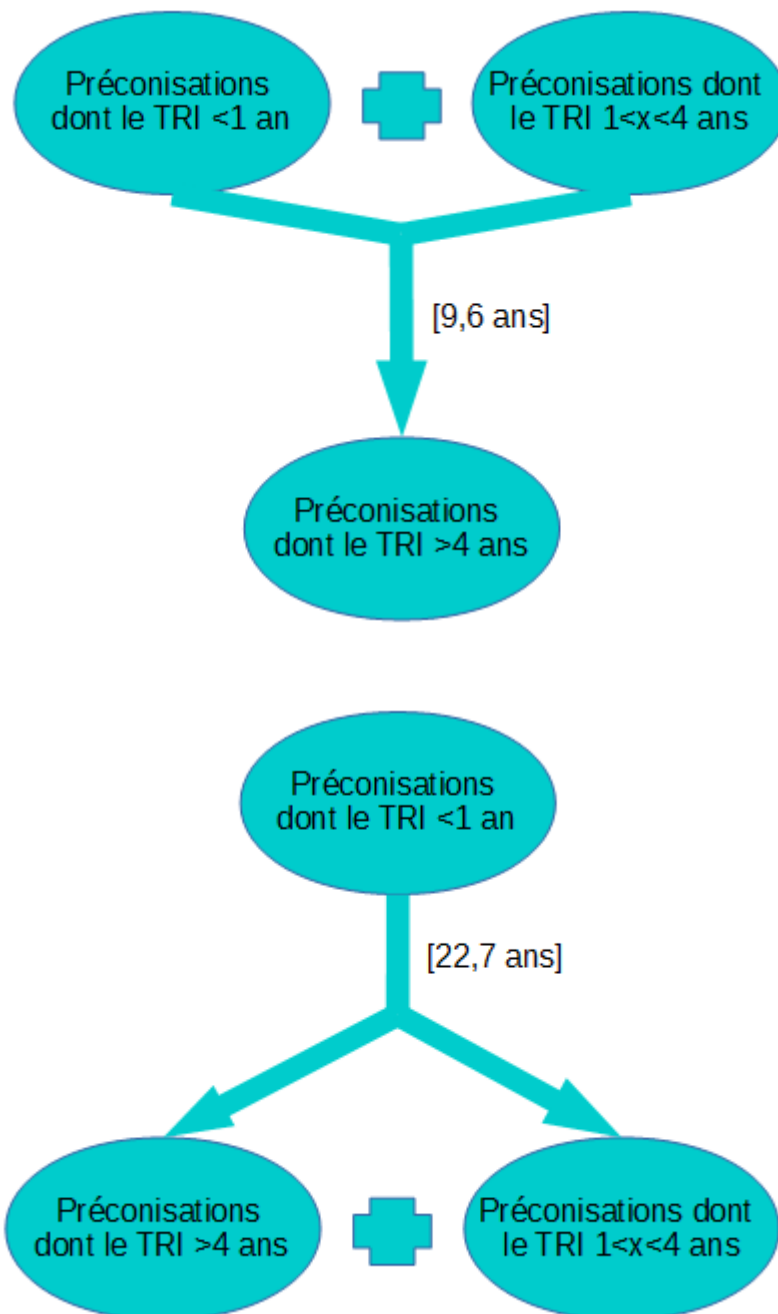 Préconisations
dont le TRI <1 an
Préconisations dont
le TRI 1<x<4 ans
[9,6 ans]
Préconisations
dont le TRI >4 ans
Préconisations
dont le TRI <1 an
[22,7 ans]
Préconisations
dont le TRI >4 ans
Préconisations dont
le TRI 1<x<4 ans